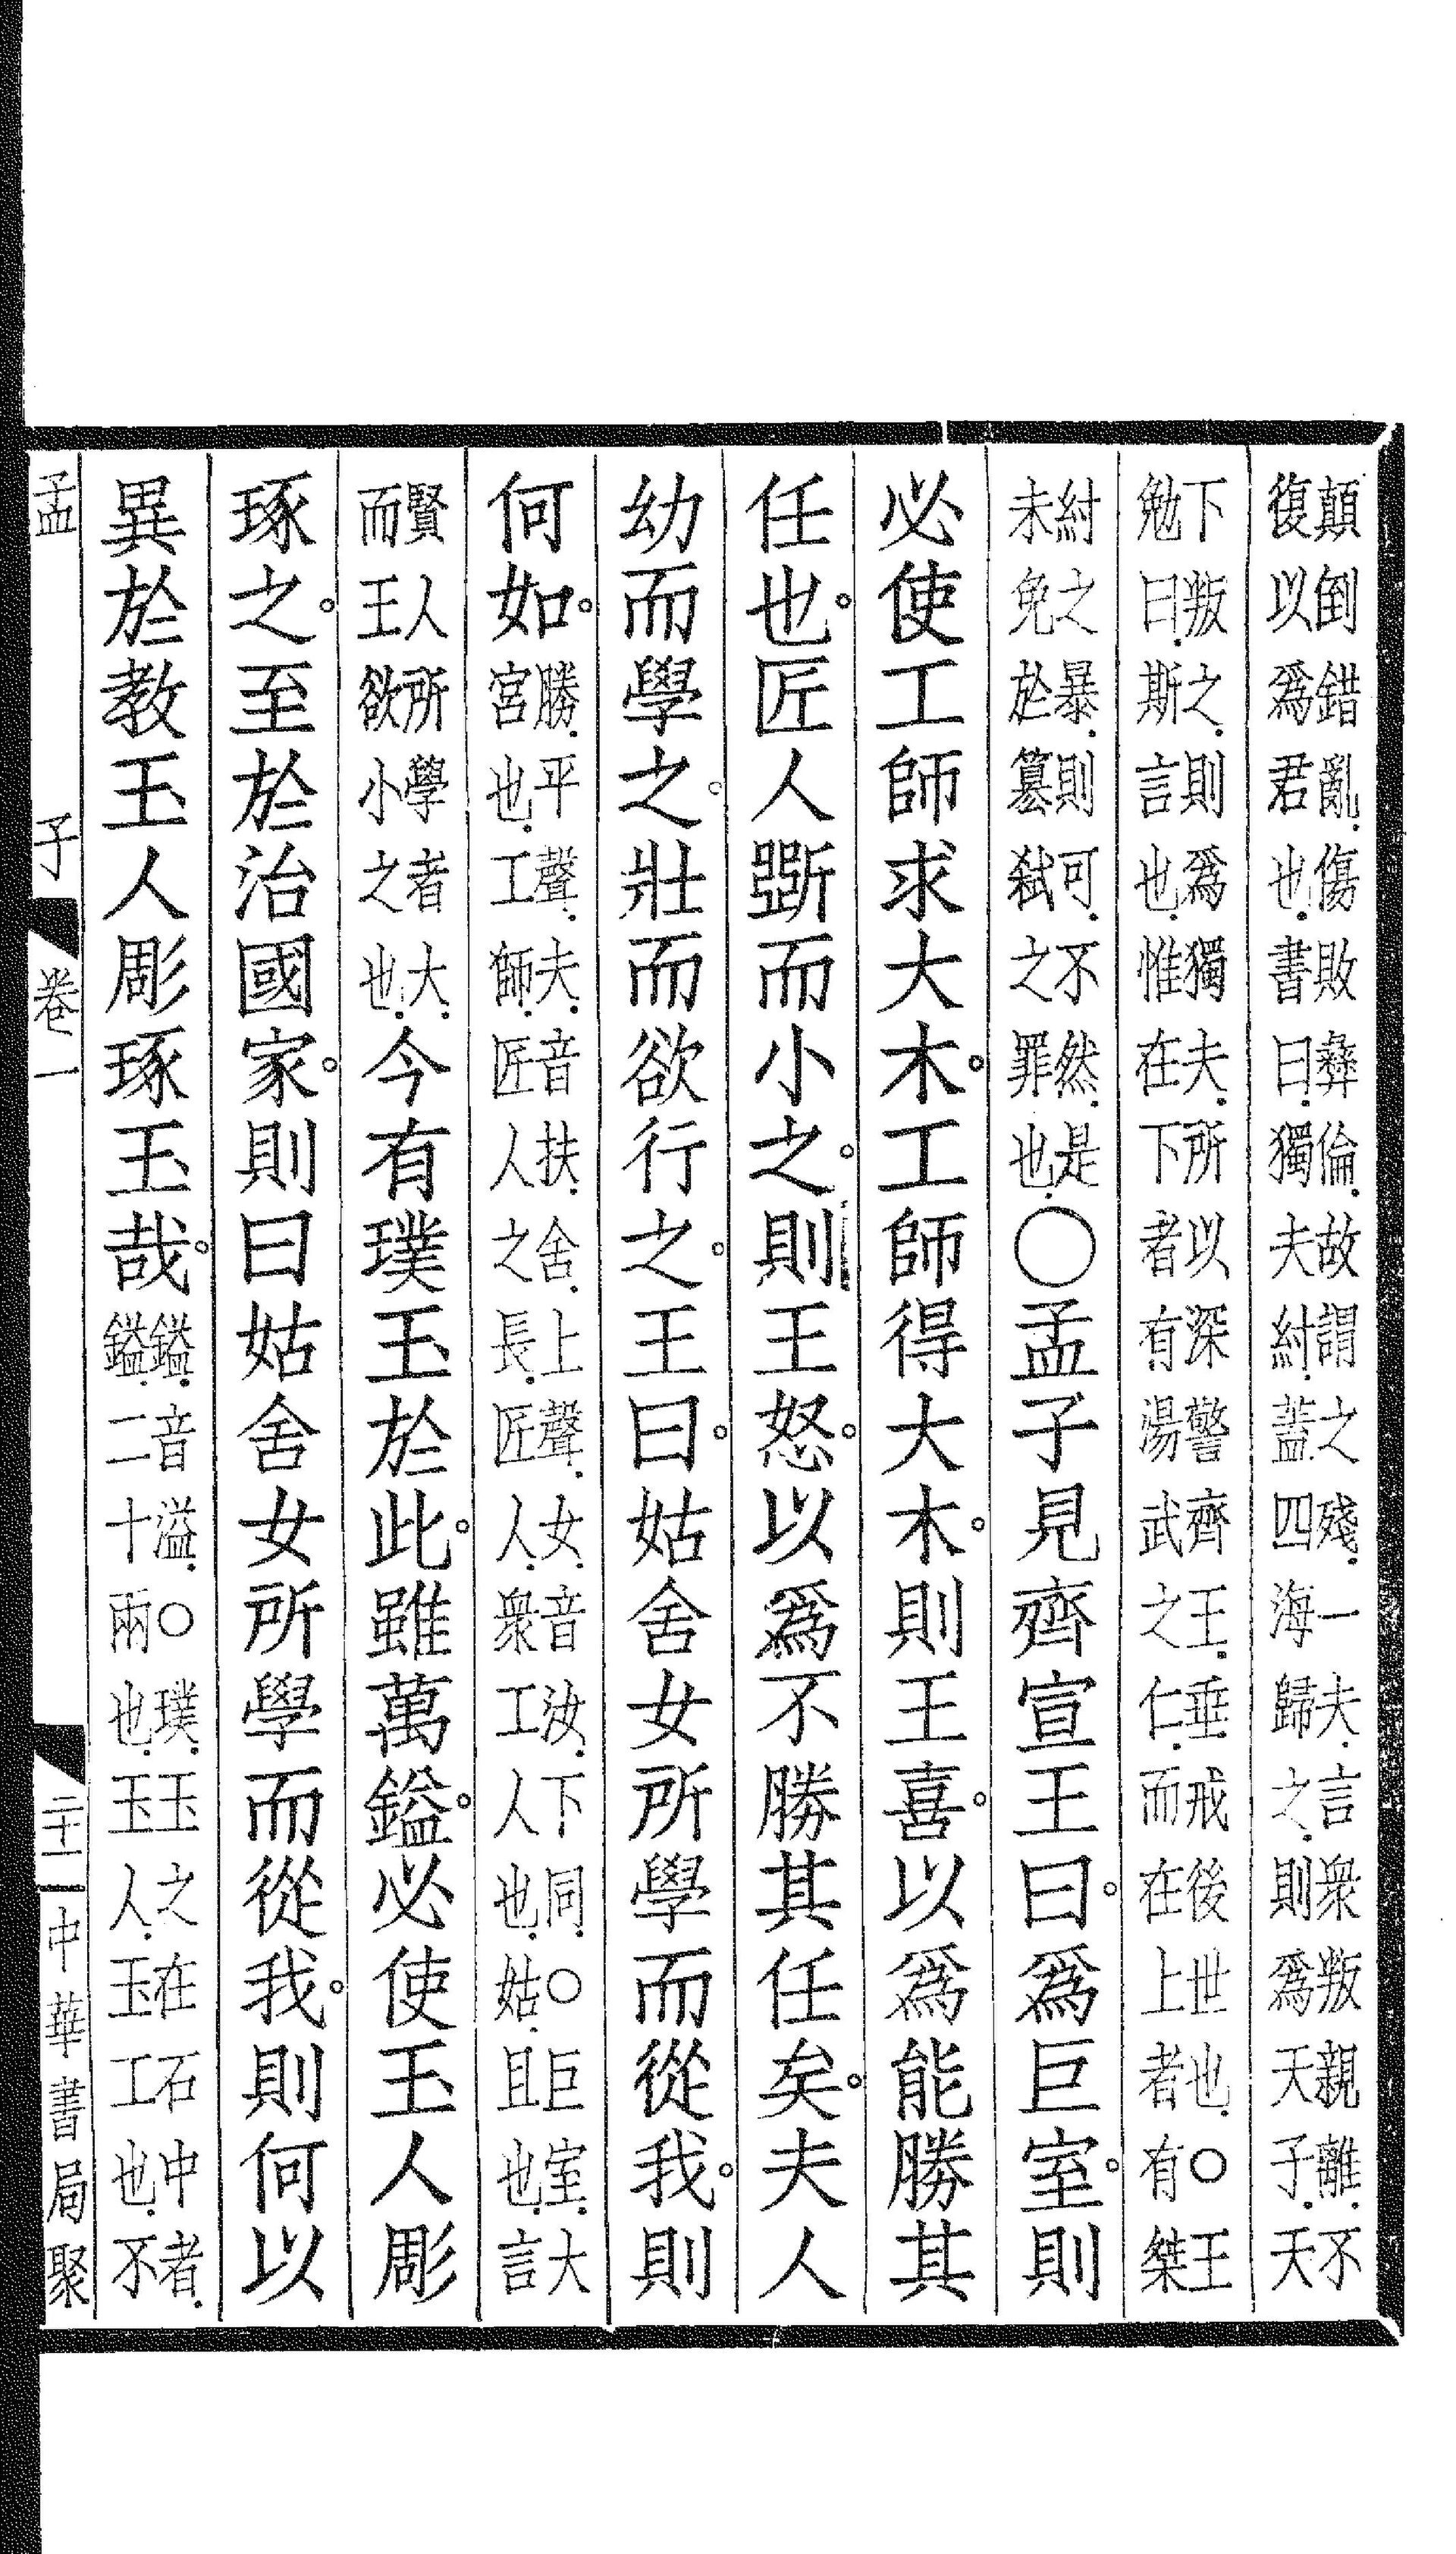 顛倒錯亂.傷敗彝倫.故謂之殘.一夫.言衆叛親離.不
復以爲君也.書曰.獨夫紂.蓋四海歸之.則爲天子.天
下叛之.則爲獨夫.所以深警齊王.垂戒後世也.○王
勉曰.斯言也.惟在下者有湯武之仁.而在上者有桀
紂之暴.則可.不然.是
未免於篡弒之罪也.
○孟子見齊宣王曰。爲巨室。則
必使工師求大木。工師得大木。則王喜。以爲能勝其
任也。匠人斲而小之。則王怒。以爲不勝其任矣。夫人
幼而學之。壯而欲行之。王曰。姑舍女所學而從我。則
何如。
勝.平聲.夫.音扶.舍.上聲.女.音汝.下同.○巨室.大
宮也.工師.匠人之長.匠人.衆工人也.姑.且也.言
賢人所學者大.
而王欲小之也.
今有璞玉於此。雖萬鎰。必使玉人彫
琢之。至於治國家。則曰姑舍女所學而從我。則何以
異於教玉人彫琢玉哉。
鎰.音溢.○璞.玉之在石中者.
鎰.二十兩也.玉人.玉工也.不
孟子 卷一 二十一 中華書局聚